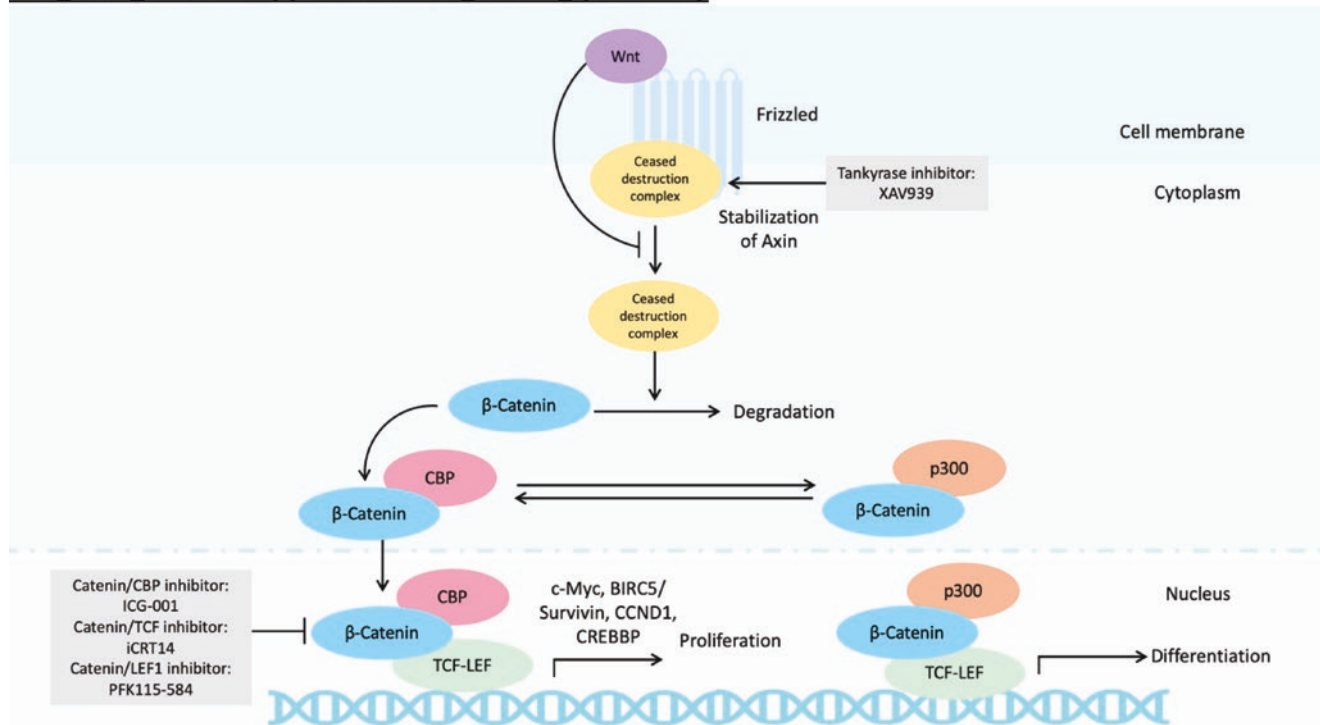 Wnt
Frizzled
Cell membrane
Ceased
destruction
complex
Tankyrase inhibitor:
XAV939
Cytoplasm
Stabilization
of Axin
Ceased
destruction
complex
β-Catenin
Degradation
CBP
β-Catenin
p300
β-Catenin
Catenin/CBP inhibitor:
ICG-001
Catenin/TCF inhibitor:
iCRT14
Catenin/LEF1 inhibitor:
PFK115-584
CBP
β-Catenin
TCF-LEF
c-Myc, BIRC5/
Survivin, CCND1,
CREBBP
Proliferation
p300
β-Catenin
TCF-LEF
Nucleus
Differentiation